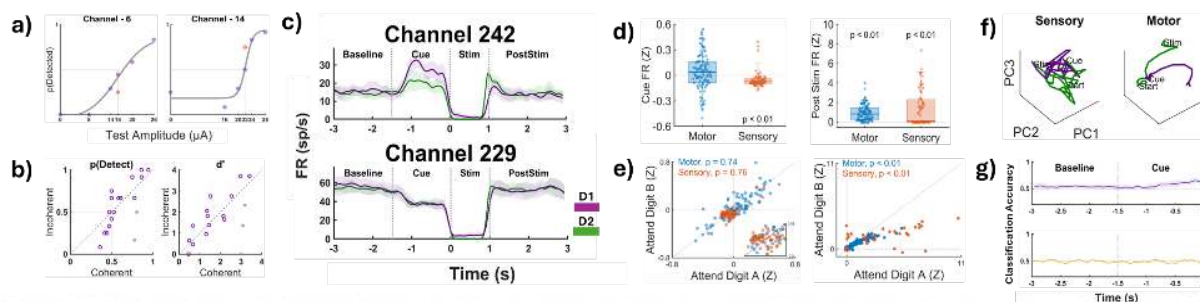 a)
Channel - 6
Channel - 14
p(Detected)
Test Amplitude (µA)
b)
p(Detect)
d'
Incoherent
Coherent
Coherent
c)
Channel 242
Baseline
Cue
Stim
PostStim
Channel 229
Baseline
Cue
Stim
PostStim
FR (sp/s)
Time (s)
D1
D2
d)
Cue FR (Z)
p < 0.01
Motor
Sensory
Post Stim FR (Z)
p < 0.01
p < 0.01
Motor
Sensory
e)
Motor, p = 0.74
Sensory, p = 0.76
Attend Digit B (Z)
Attend Digit A (Z)
Motor, p < 0.01
Sensory, p < 0.01
Attend Digit B (Z)
Attend Digit A (Z)
f)
Sensory
Motor
Cue
Stim
Cue
Start
PC3
PC2
PC1
g)
Baseline
Cue
Classification Accuracy
Time (s)